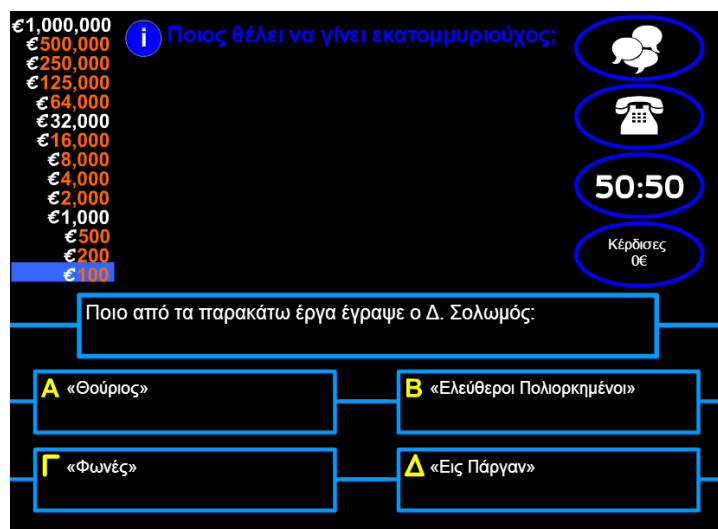 €1,000,000
€500,000
€250,000
€125,000
€64,000
€32,000
€16,000
€8,000
€4,000
€2,000
€1,000
€500
€200
€100
i Ποιος θέλει να γίνει εκατομμυριούχος;
50:50
Κέρδισες
0€
Ποιο από τα παρακάτω έργα έγραψε ο Δ. Σολωμός:
Α «Θούριος»
Β «Ελεύθεροι Πολιορκημένοι»
Γ «Φωνές»
Δ «Εις Πάργαν»